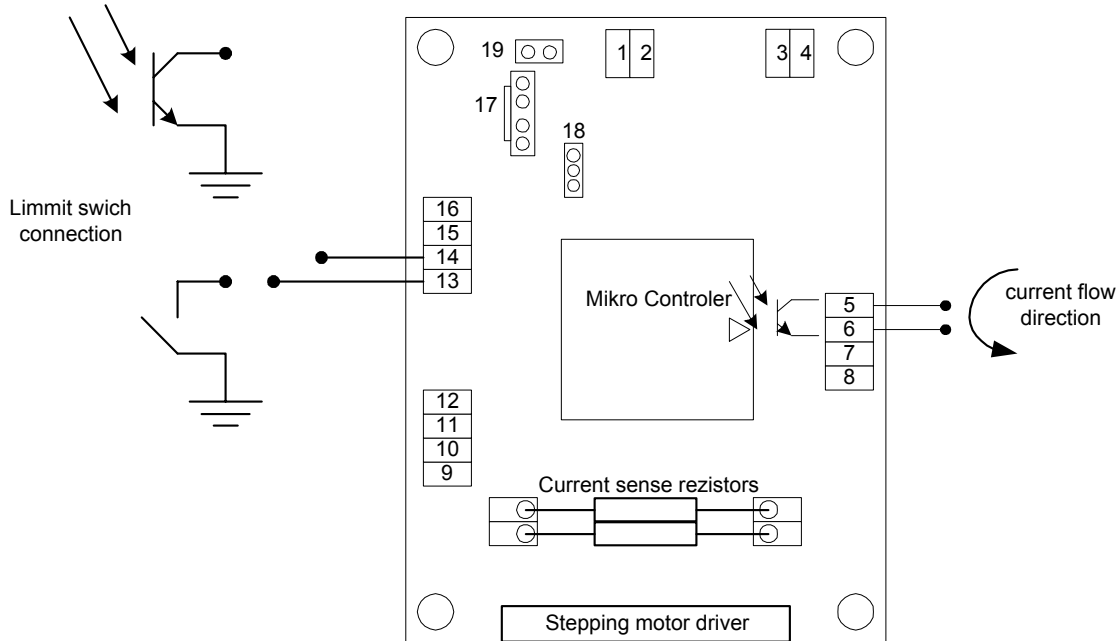 19
1 2
3 4
17
18
Limmit swich
connection
16
15
14
13
Mikro Controler
5
6
7
8
current flow
direction
12
11
10
9
Current sense rezistors
Stepping motor driver